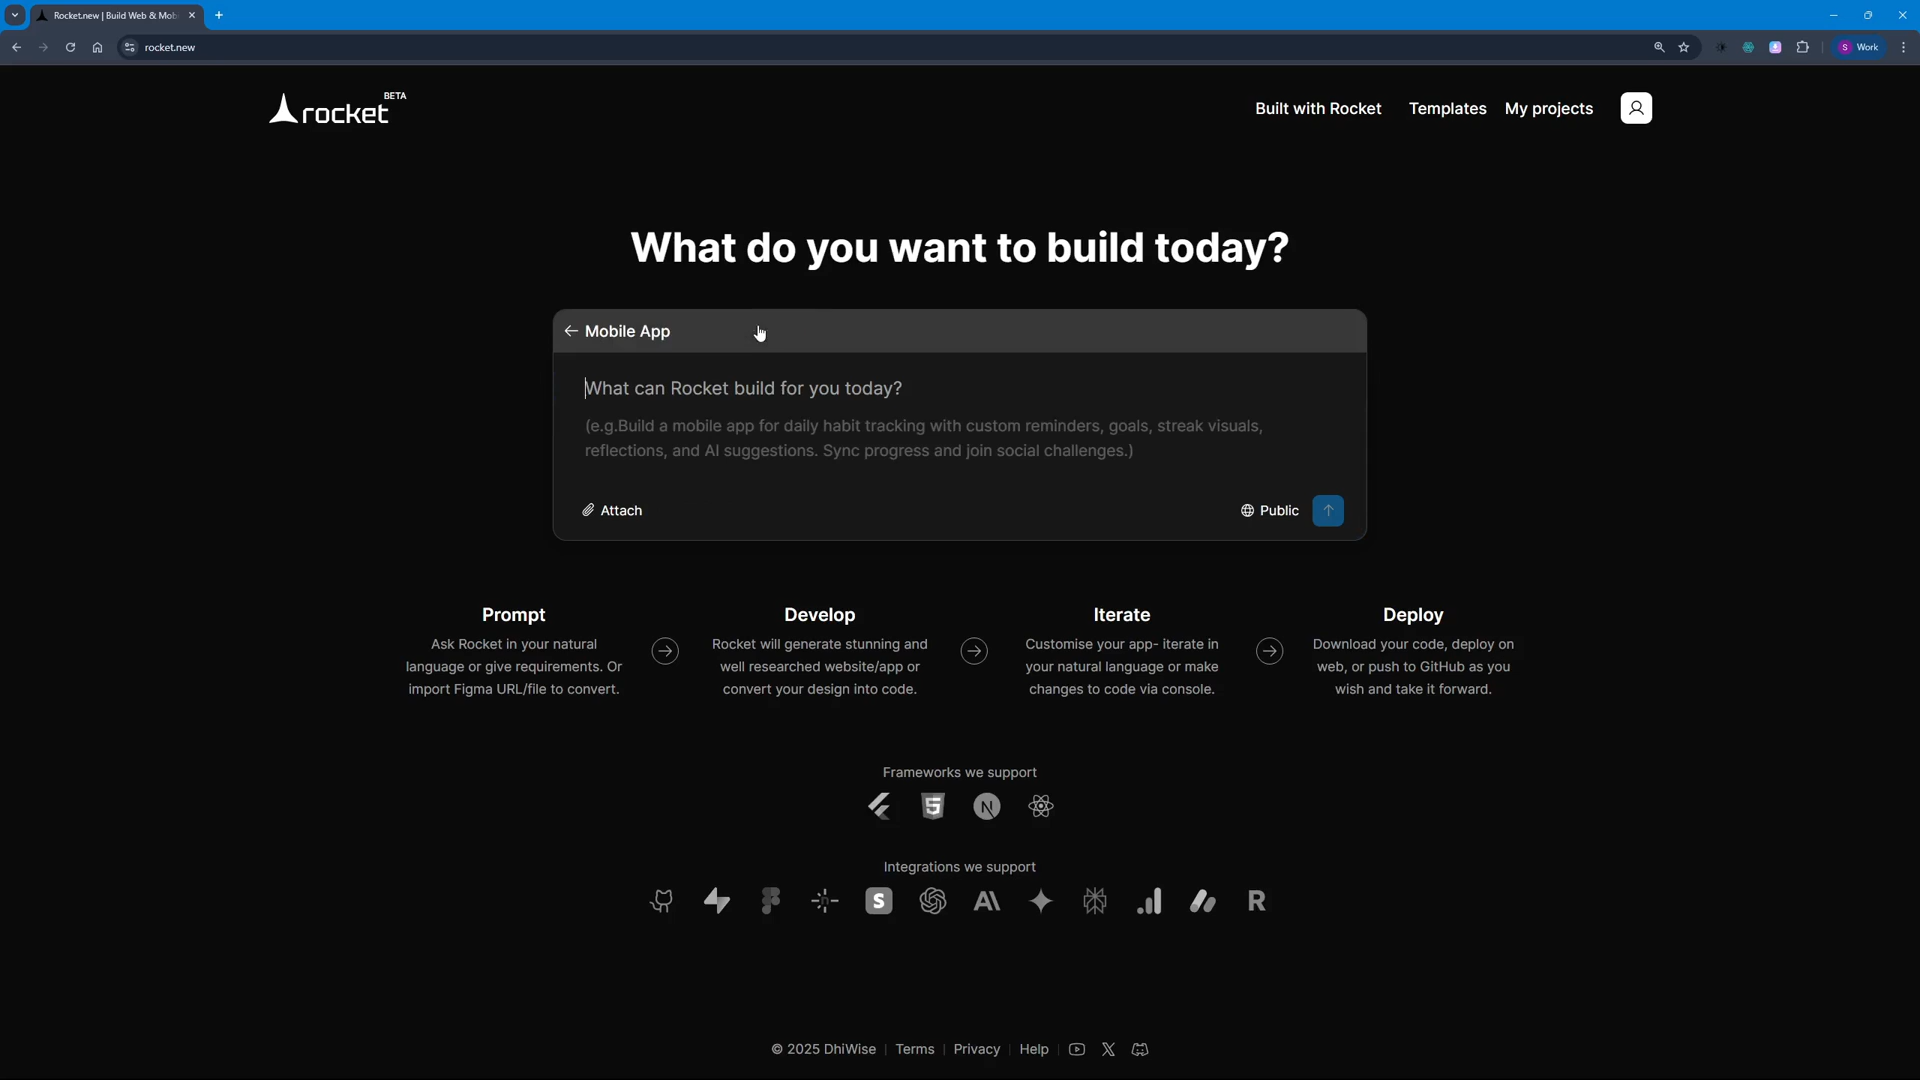 Rocket.new | Build Web & Mob
rocket.new
S Work
rocket BETA
Built with Rocket Templates My projects
What do you want to build today?
Mobile App
What can Rocket build for you today?
(e.g.Build a mobile app for daily habit tracking with custom reminders, goals, streak visuals,
reflections, and AI suggestions. Sync progress and join social challenges.)
Attach
Public
Prompt
Ask Rocket in your natural
language or give requirements. Or
import Figma URL/file to convert.
Develop
Rocket will generate stunning and
well researched website/app or
convert your design into code.
Iterate
Customise your app- iterate in
your natural language or make
changes to code via console.
Deploy
Download your code, deploy on
web, or push to GitHub as you
wish and take it forward.
Frameworks we support
Integrations we support
© 2025 DhiWise | Terms | Privacy | Help